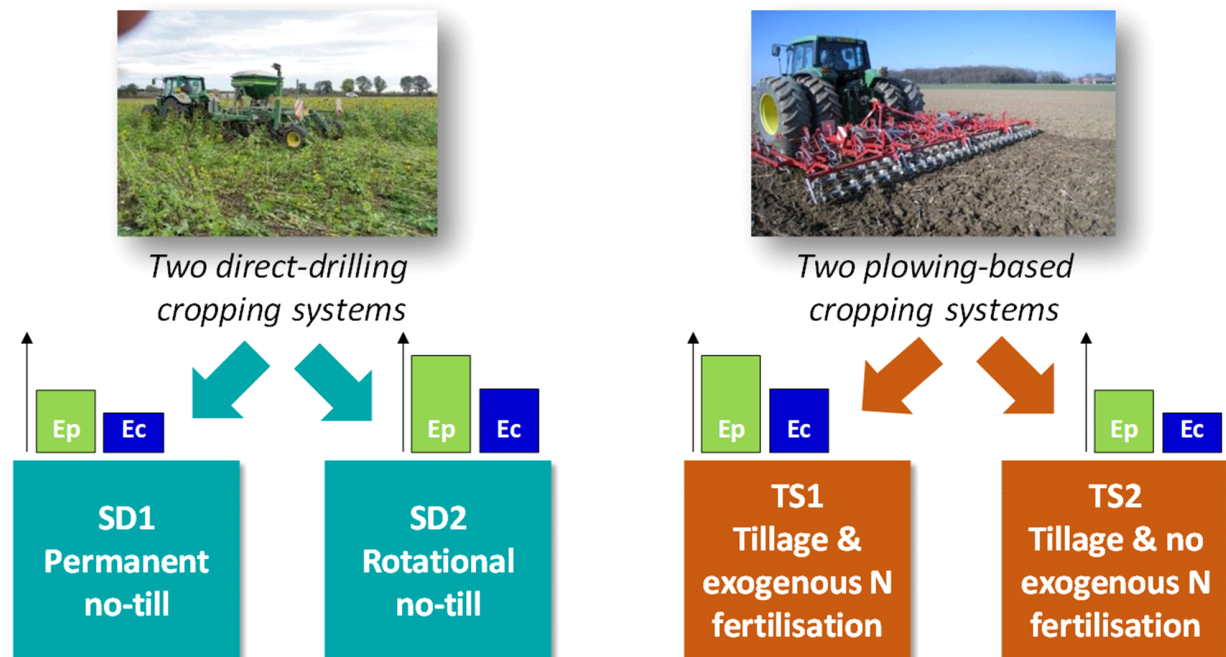 Two direct-drilling
cropping systems
Two plowing-based
cropping systems
Ep
Ec
Ep
Ec
Ep
Ec
Ep
Ec
SD1
Permanent
no-till
SD2
Rotational
no-till
TS1
Tillage &
exogenous N
fertilisation
TS2
Tillage & no
exogenous N
fertilisation